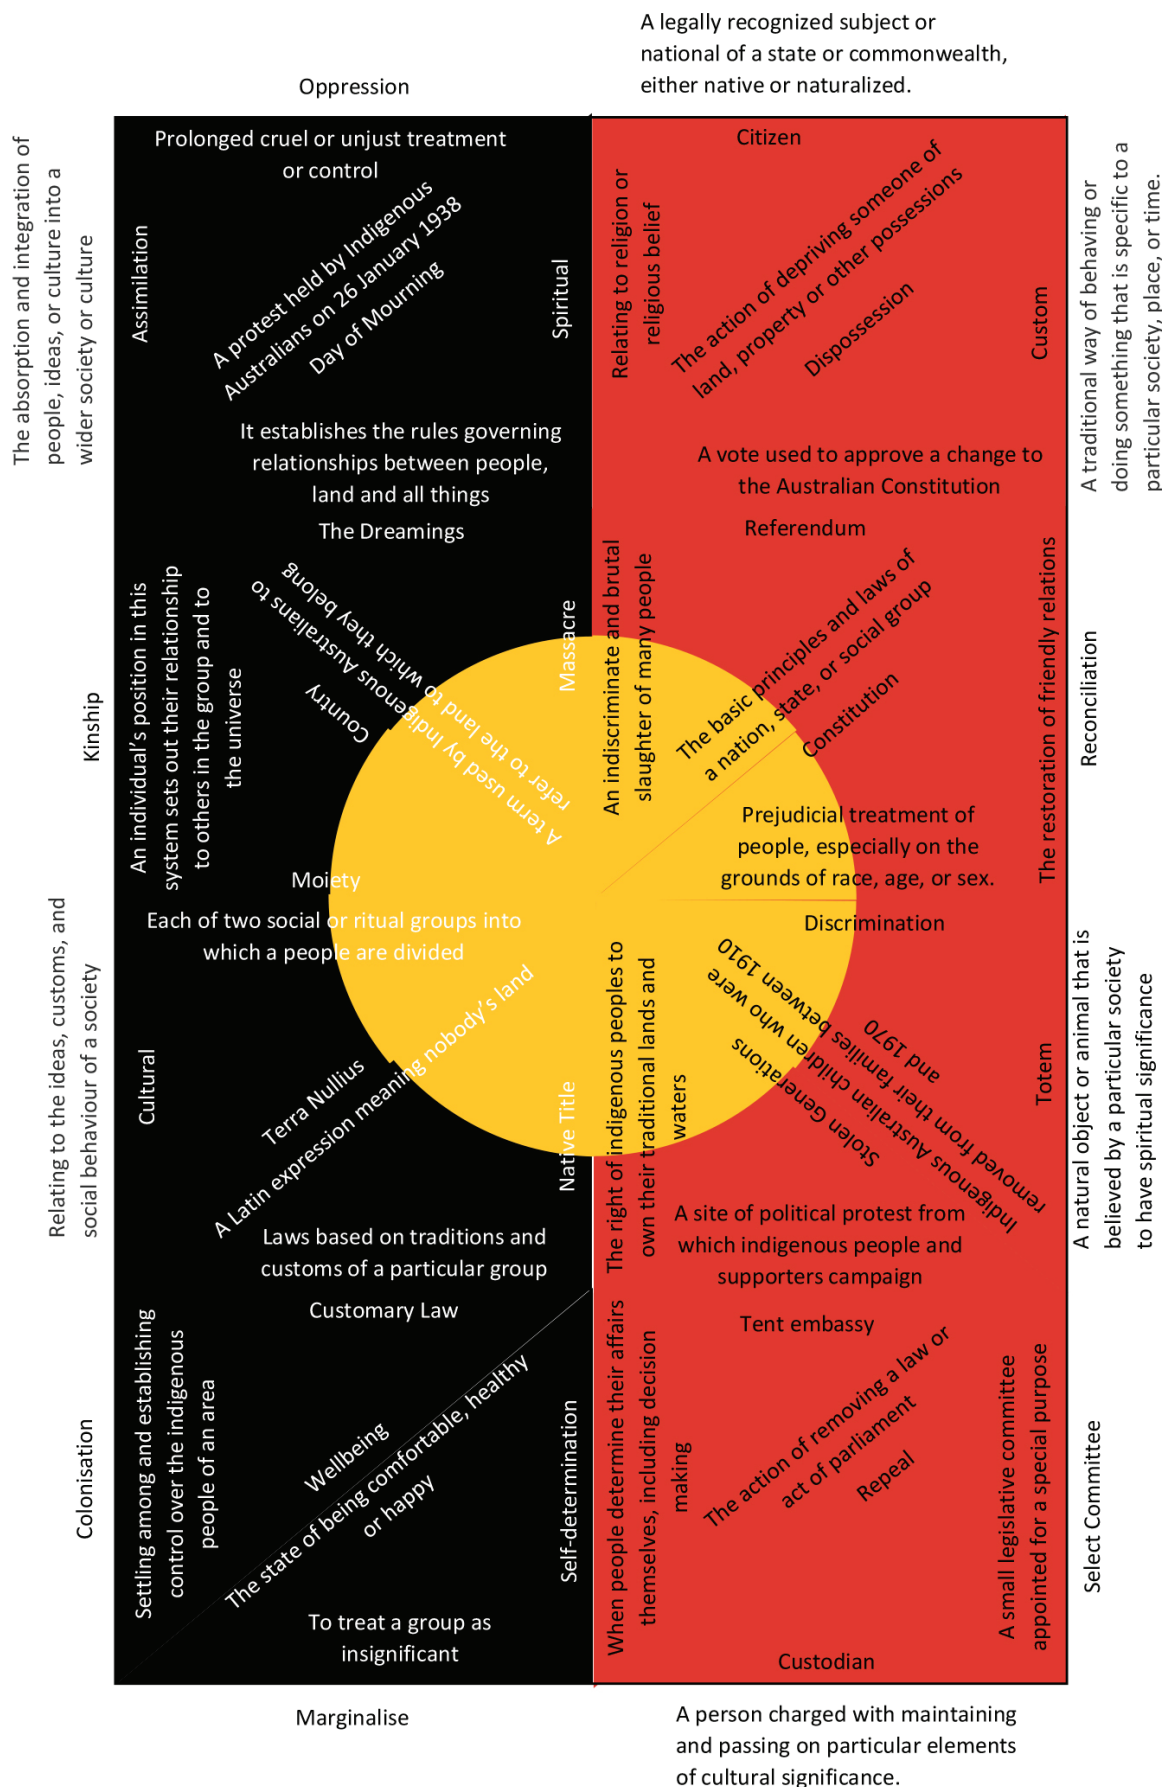 A legally recognized subject or
national of a state or commonwealth,
either native or naturalized.
Oppression
Prolonged cruel or unjust treatment
or control
Citizen
The absorption and integration of
people, ideas, or culture into a
wider society or culture
Assimilation
A protest held by Indigenous
Australians on 26 January 1938
Day of Mourning
Spiritual
Relating to religion or
religious belief
The action of depriving someone of
land, property or other possessions
Dispossession
Custom
A traditional way of behaving or
doing something that is specific to a
particular society, place, or time.
It establishes the rules governing
relationships between people,
land and all things
The Dreamings
A vote used to approve a change to
the Australian Constitution
Referendum
Kinship
An individual's position in this
system sets out their relationship
to others in the group and to
the universe
Country
A term used by Indigenous Australians to
refer to the land to which they belong
Massacre
An indiscriminate and brutal
slaughter of many people
The basic principles and laws of
a nation, state, or social group
Constitution
The restoration of friendly relations
Reconciliation
Moiety
Each of two social or ritual groups into
which a people are divided
Prejudicial treatment of
people, especially on the
grounds of race, age, or sex.
Discrimination
Relating to the ideas, customs, and
social behaviour of a society
Cultural
Terra Nullius
A Latin expression meaning nobody's land
Native Title
The right of indigenous peoples to
own their traditional lands and
waters
Stolen Generations
Indigenous Australian children who were
removed from their families between 1910
and 1970
Totem
A natural object or animal that is
believed by a particular society
to have spiritual significance
Laws based on traditions and
customs of a particular group
Customary Law
A site of political protest from
which indigenous people and
supporters campaign
Tent embassy
Colonisation
Settling among and establishing
control over the indigenous
people of an area
Wellbeing
The state of being comfortable, healthy
or happy
Self-determination
When people determine their affairs
themselves, including decision
making
The action of removing a law or
act of parliament
Repeal
A small legislative committee
appointed for a special purpose
Select Committee
To treat a group as
insignificant
Marginalise
Custodian
A person charged with maintaining
and passing on particular elements
of cultural significance.